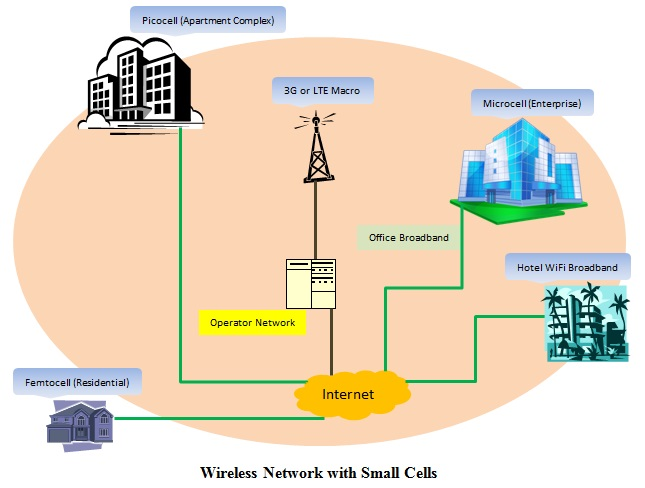 Picocell (Apartment Complex)
3G or LTE Macro
Microcell (Enterprise)
Office Broadband
Hotel WiFi Broadband
Operator Network
Femtocell (Residential)
Internet
Wireless Network with Small Cells